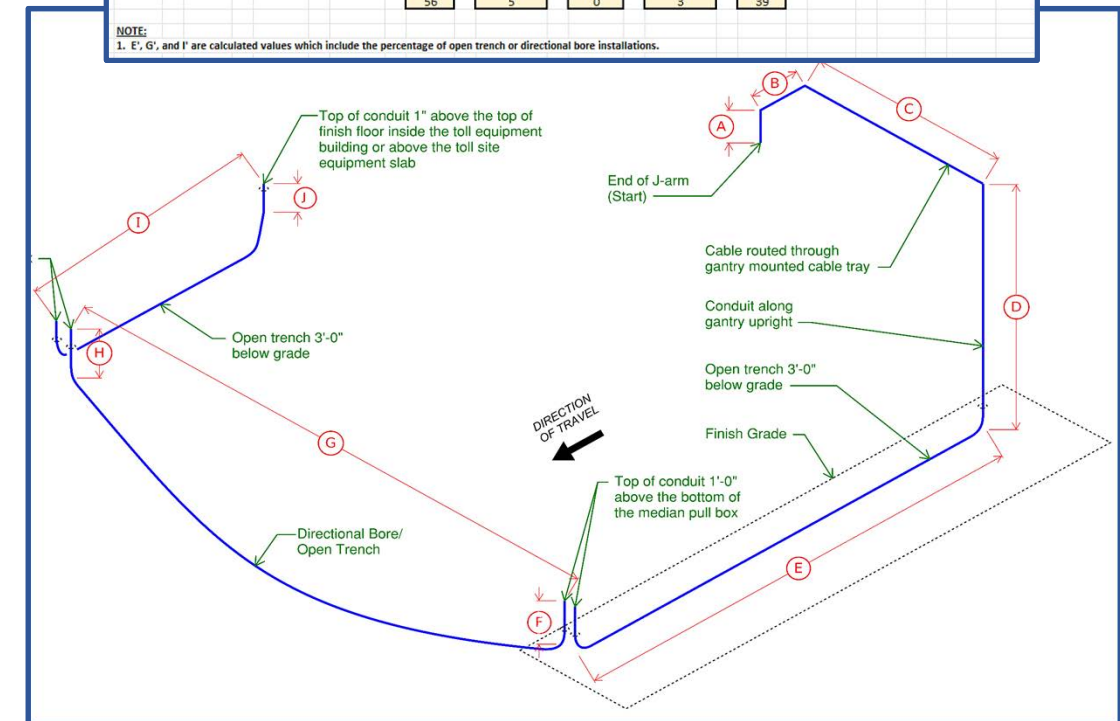 56 5 0 3 39
NOTE:
1. E', G', and I' are calculated values which include the percentage of open trench or directional bore installations.
B
C
A
Top of conduit 1" above the top of
finish floor inside the toll equipment
building or above the toll site
equipment slab
End of J-arm
(Start)
J
I
Cable routed through
gantry mounted cable tray
Conduit along
gantry upright
D
Open trench 3'-0"
below grade
H
Open trench 3'-0"
below grade
DIRECTION
OF TRAVEL
Finish Grade
G
Top of conduit 1'-0"
above the bottom of
the median pull box
Directional Bore/
Open Trench
E
F